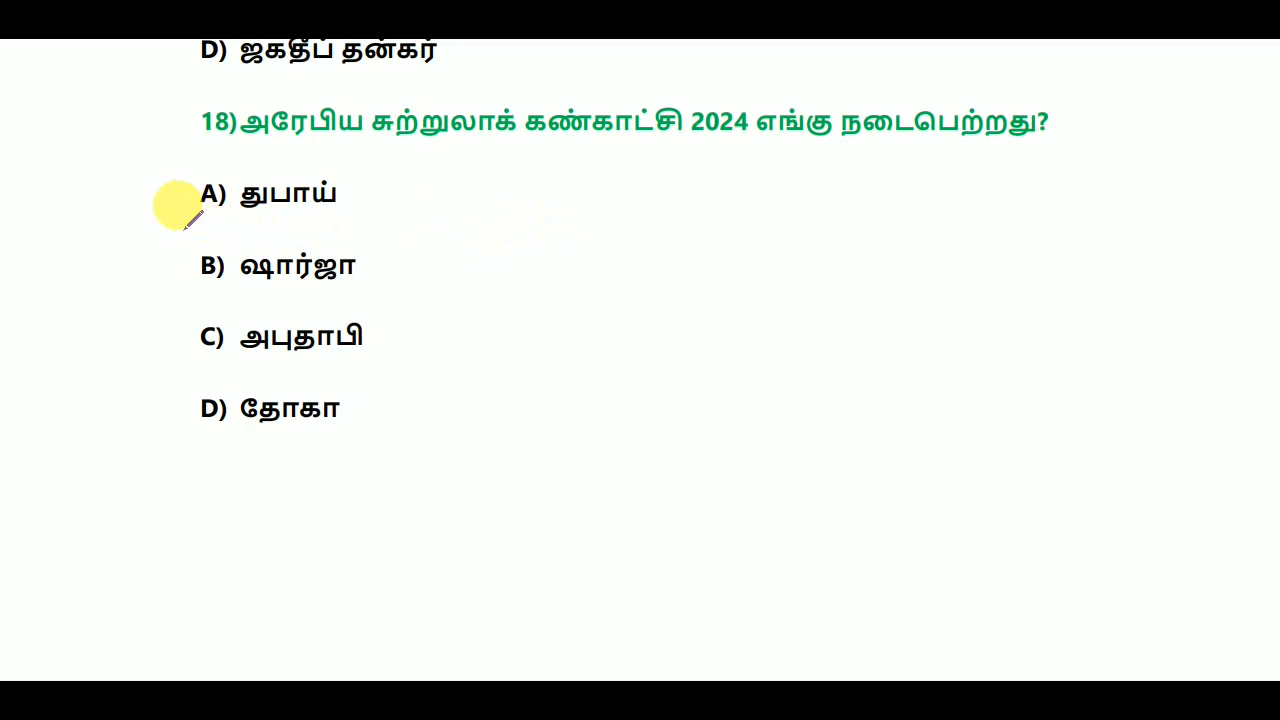 D) ஜகதீப் தன்கர்
18)அரேபிய சுற்றுலாக் கண்காட்சி 2024 எங்கு நடைபெற்றது?
A) துபாய்
B) ஷார்ஜா
C) அபுதாபி
D) தோகா